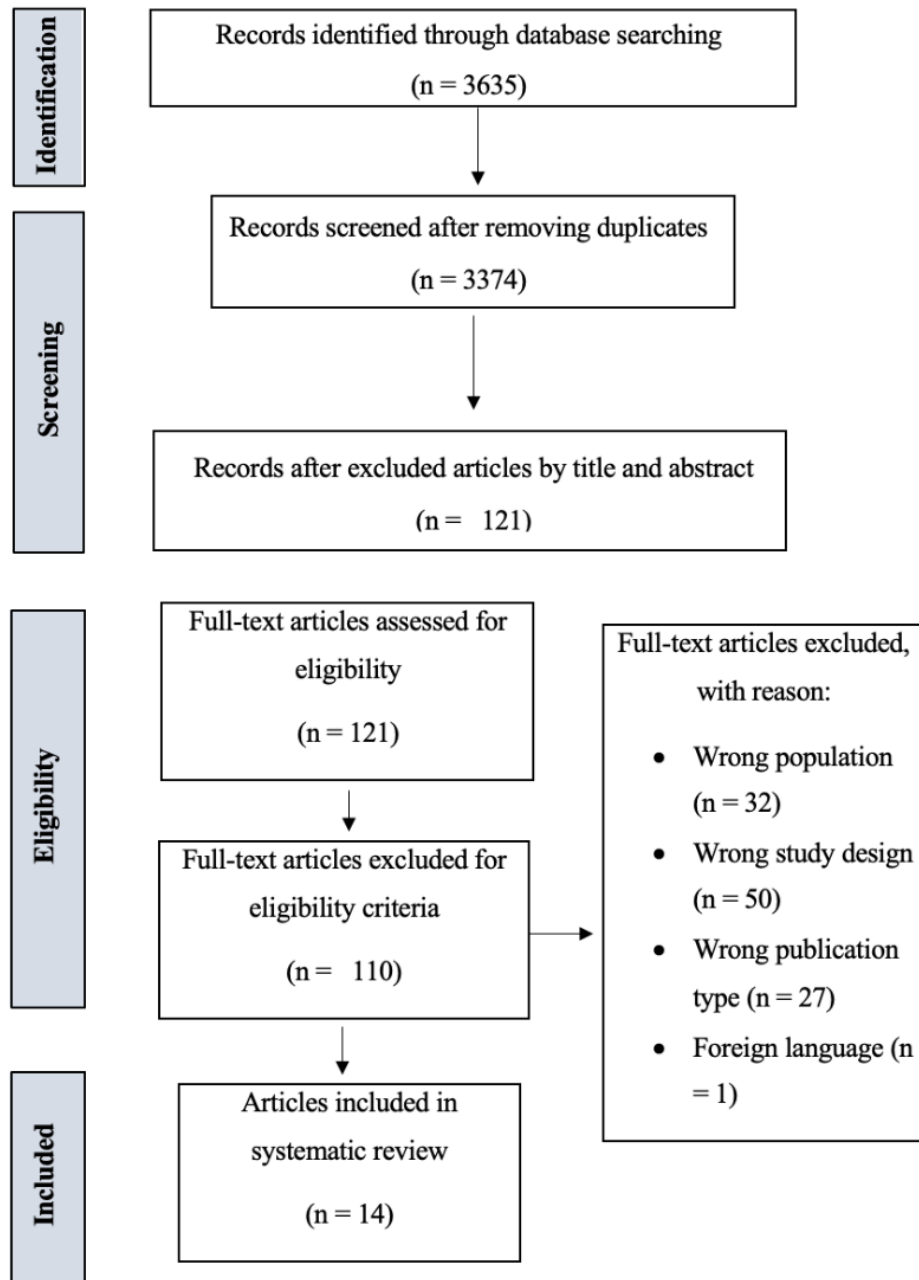 Identification
Records identified through database searching
(n = 3635)
Screening
Records screened after removing duplicates
(n = 3374)
Records after excluded articles by title and abstract
(n = 121)
Eligibility
Full-text articles assessed for
eligibility
(n = 121)
Full-text articles excluded for
eligibility criteria
(n = 110)
Full-text articles excluded,
with reason:
• Wrong population
(n = 32)
• Wrong study design
(n = 50)
• Wrong publication
type (n = 27)
• Foreign language (n
= 1)
Included
Articles included in
systematic review
(n = 14)